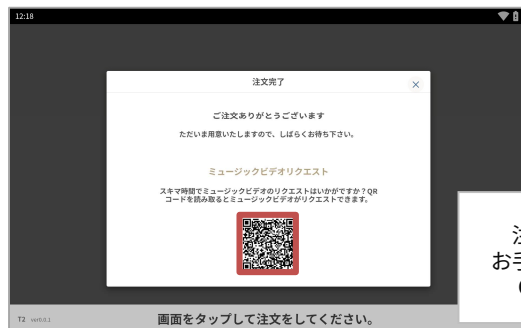 12:18
注文完了
ご注文ありがとうございます
ただいま用意いたしますので、しばらくお待ち下さい。
ミュージックビデオリクエスト
スキマ時間でミュージックビデオのリクエストはいかがですか？QR
コードを読み取るとミュージックビデオがリクエストできます。
お手
T2 ver0.0.1
画面をタップして注文をしてください。